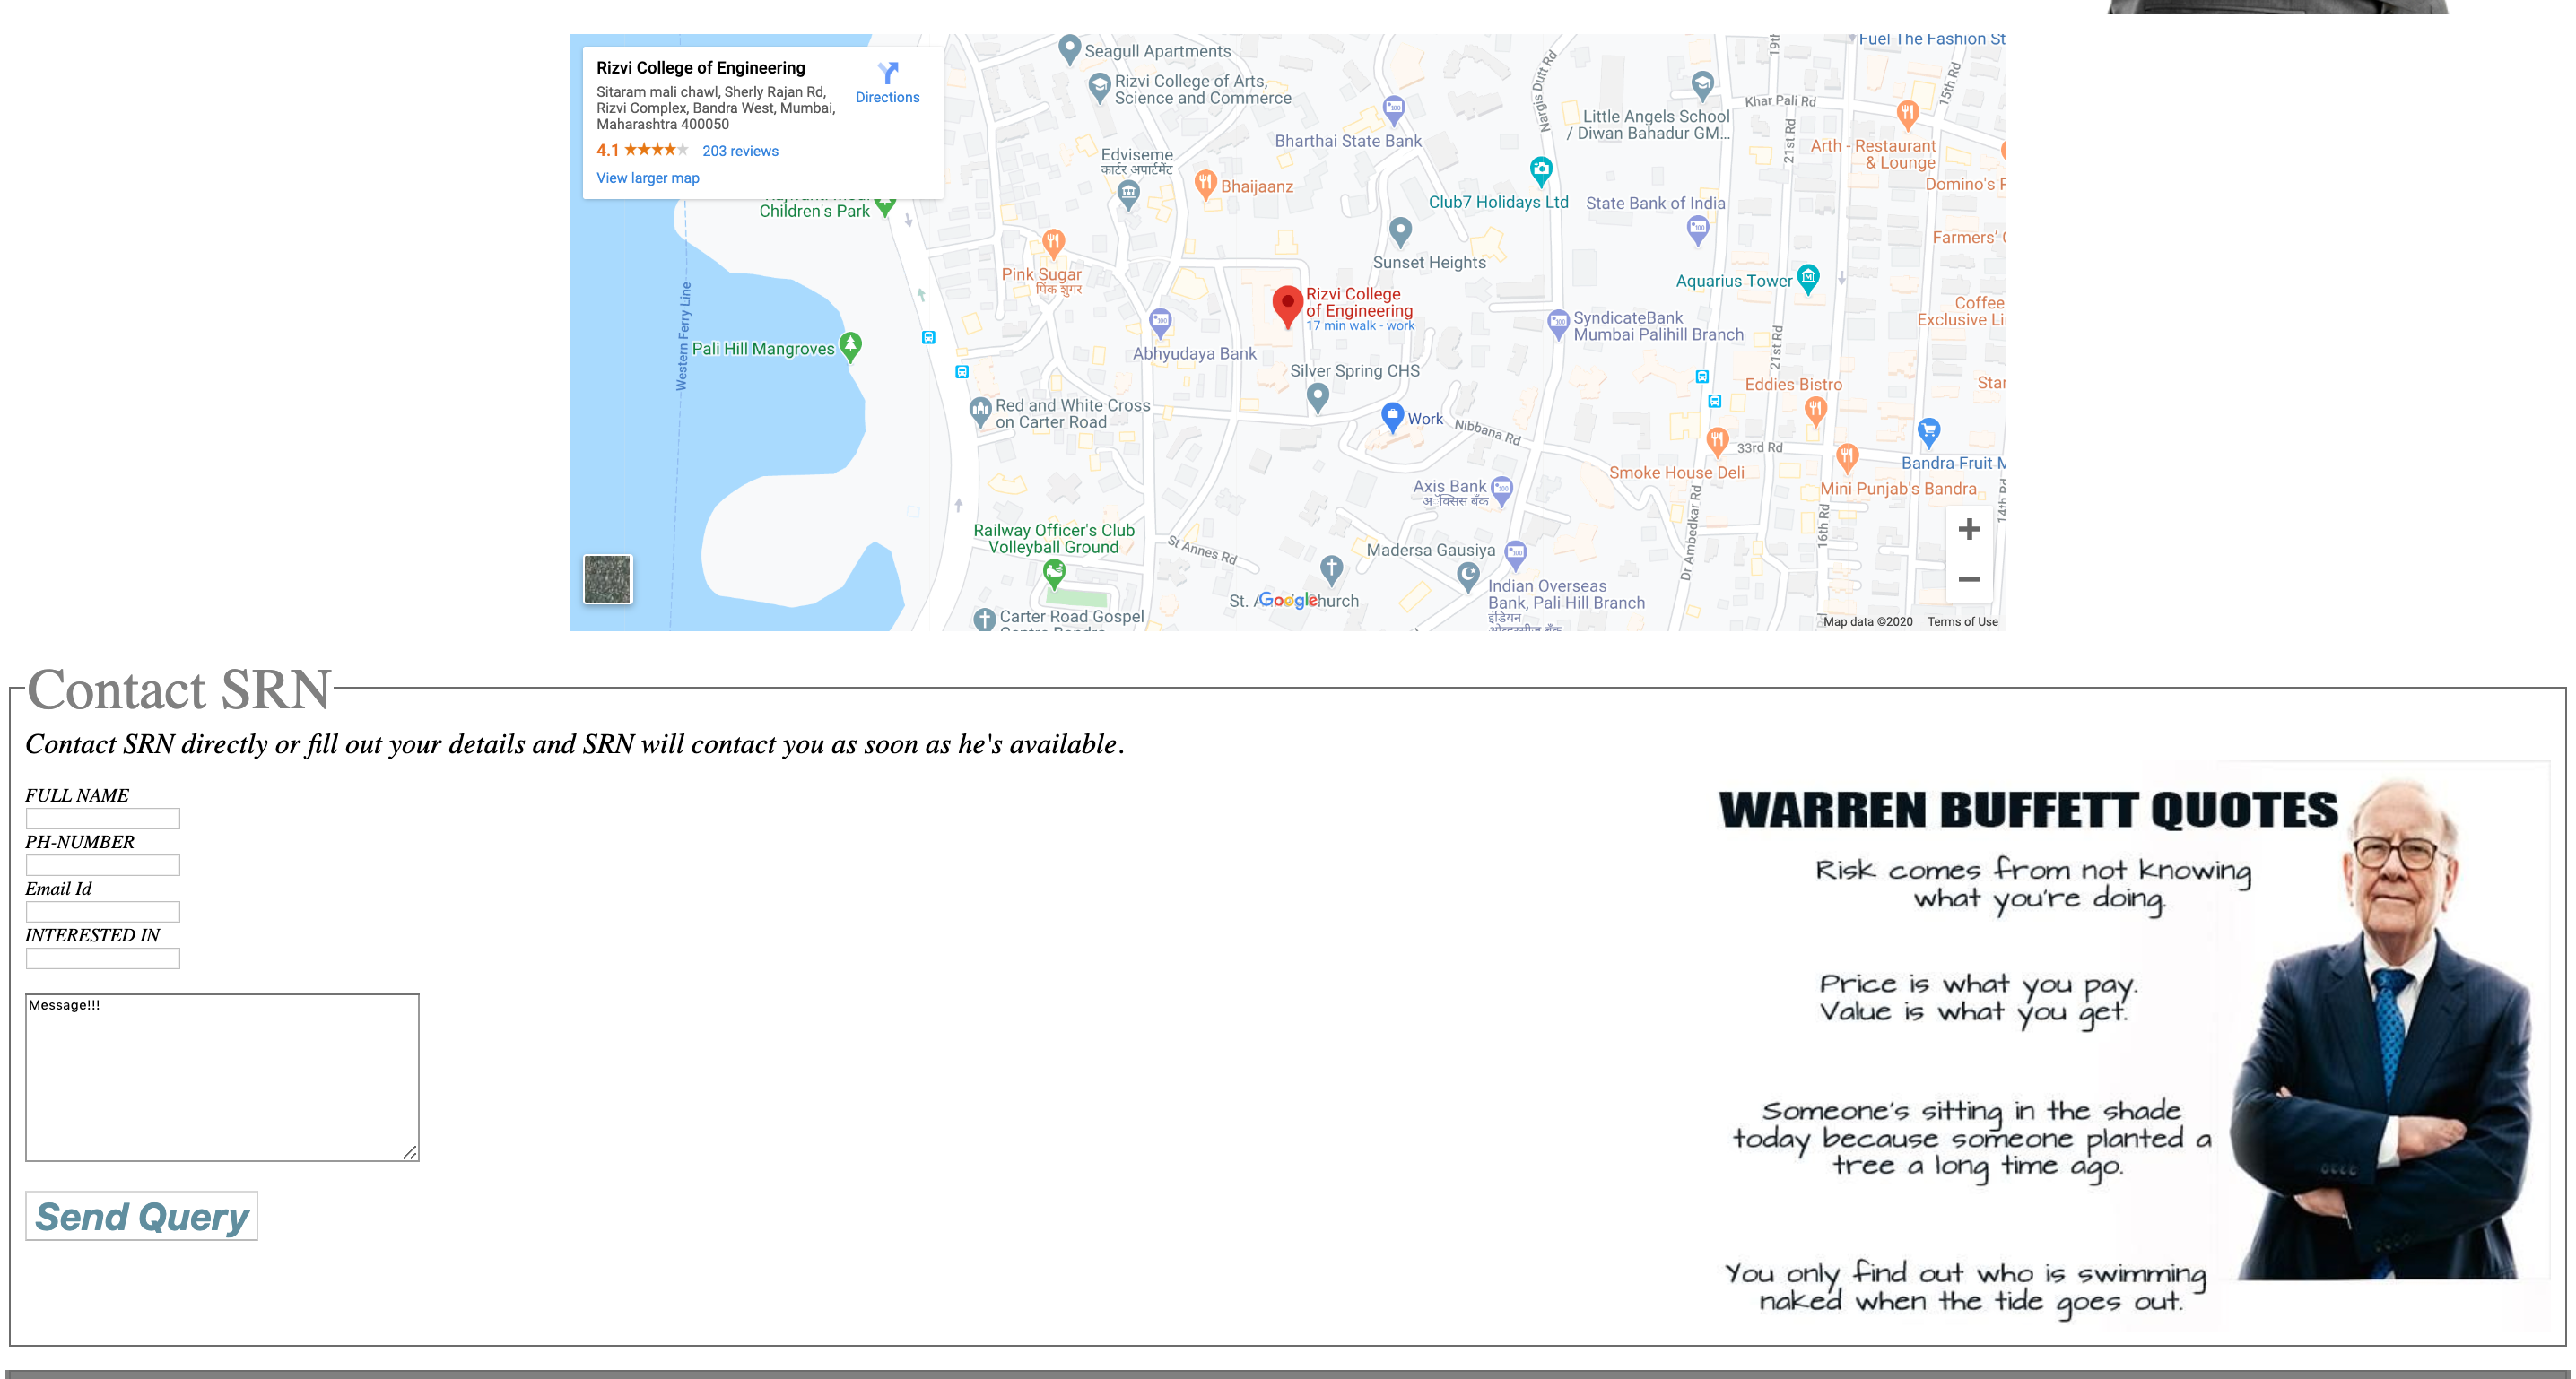 Rizvi College of Engineering
Sitaram mali chawl, Sherly Rajan Rd,
Rizvi Complex, Bandra West, Mumbai,
Maharashtra 400050
4.1
203 reviews
View larger map
Directions
Seagull Apartments
Rizvi College of Arts,
Science and Commerce
Bharthai State Bank
Nargis Dutt Rd
Little Angels School
/ Diwan Bahadur GM...
19th
Fuel The Fashion St
Khar Pali Rd
15th Rd
21st Rd
Arth - Restaurant
& Lounge
Domino's P
Edviseme
कार्टर अपार्टमेंट
Bhaijaanz
Club7 Holidays Ltd
State Bank of India
Children's Park
Farmers'
Pink Sugar
पिंक शुगर
Sunset Heights
Aquarius Tower
Western Ferry Line
Rizvi College
of Engineering
17 min walk - work
Coffee
Exclusive Li
Pali Hill Mangroves
Abhyudaya Bank
SyndicateBank
Mumbai Palihill Branch
21st Rd
Silver Spring CHS
Eddies Bistro
Star
Red and White Cross
on Carter Road
Work
Nibbana Rd
33rd Rd
Smoke House Deli
Bandra Fruit M
Mini Punjab's Bandra
Axis Bank
अॅक्सिस बँक
14th Rd
Railway Officer's Club
Volleyball Ground
St Annes Rd
Madersa Gausiya
Dr Ambedkar Rd
16th Rd
Indian Overseas
Bank, Pali Hill Branch
इंडियन
Google
Carter Road Gospel
Map data ©2020
Terms of Use
Contact SRN
Contact SRN directly or fill out your details and SRN will contact you as soon as he's available.
FULL NAME
PH-NUMBER
Email Id
INTERESTED IN
Message!!!
Send Query
WARREN BUFFETT QUOTES
Risk comes from not knowing
what you're doing.
Price is what you pay.
Value is what you get.
Someone's sitting in the shade
today because someone planted a
tree a long time ago.
You only find out who is swimming
naked when the tide goes out.